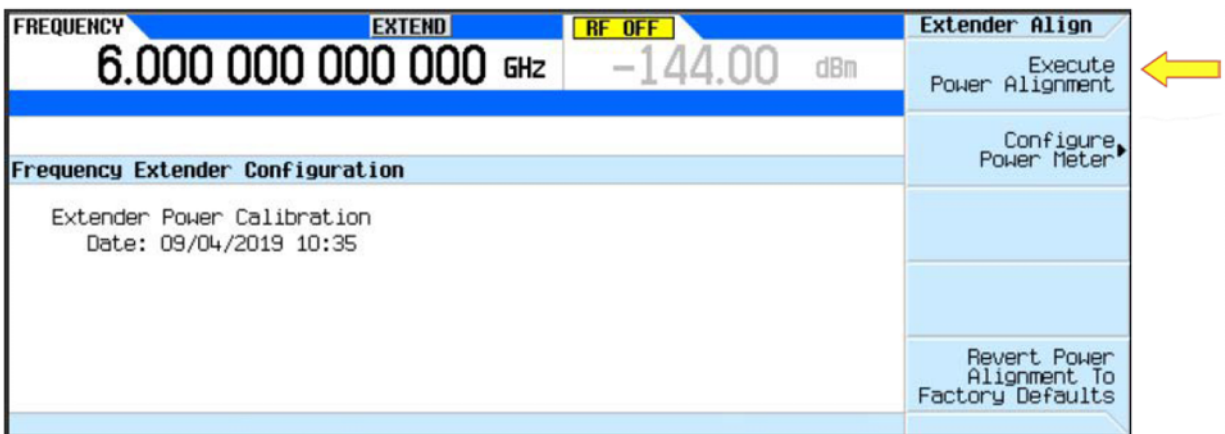 FREQUENCY EXTEND RF OFF
6.000 000 000 000 GHz -144.00 dBm
Frequency Extender Configuration
Extender Power Calibration
Date: 09/04/2019 10:35
Extender Align
Execute
Power Alignment
Configure
Power Meter
Revert Power
Alignment To
Factory Defaults